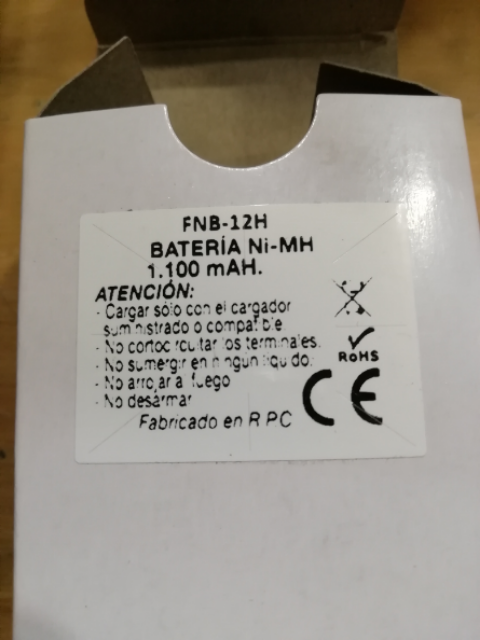 FNB-12H
BATERÍA Ni-MH
1.100 mAH.
ATENCIÓN:
- Cargar sólo con el cargador
suministrado o compatible
- No cortocircuitar los terminales.
- No sumergir en ningun liquido.
- No arrojar a fuego
- No desarmar
Fabricado en R PC
RoHS
CE